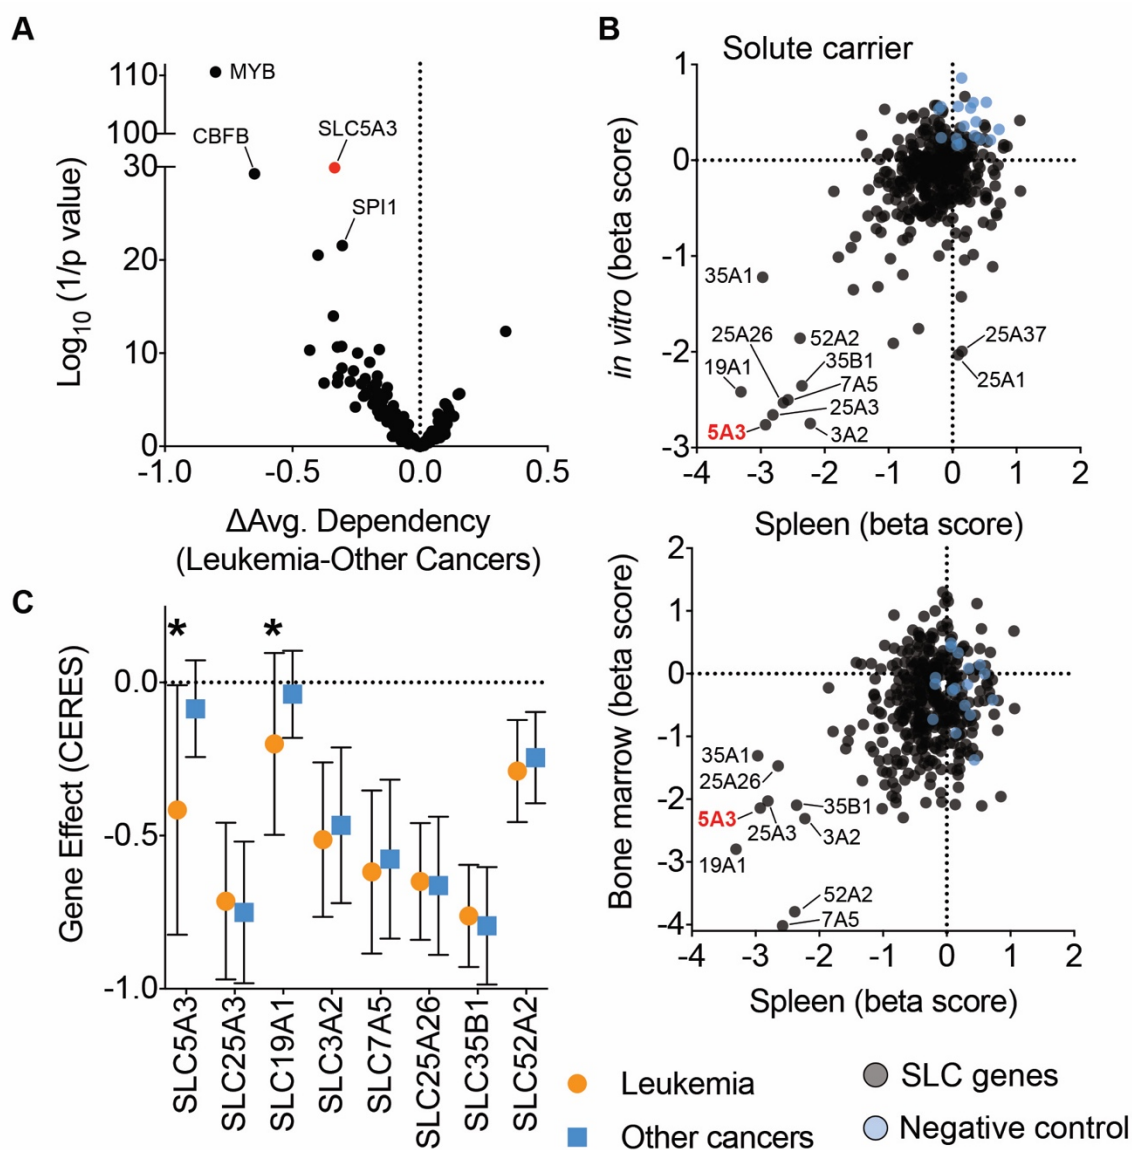 A
110
100
30
20
10
0
Log10 (1/p value)
MYB
CBFB
SLC5A3
SPI1
-1.0
-0.5
0.0
0.5
ΔAvg. Dependency
(Leukemia-Other Cancers)
B
Solute carrier
1
0
-1
-2
-3
in vitro (beta score)
35A1
25A26
52A2
25A37
35B1
19A1
7A5
25A1
25A3
5A3
3A2
-4
-3
-2
-1
0
1
2
Spleen (beta score)
2
1
0
-1
-2
-3
-4
Bone marrow (beta score)
35A1
25A26
35B1
5A3
25A3
3A2
19A1
52A2
7A5
-4
-3
-2
-1
0
1
2
Spleen (beta score)
C
0.0
-0.5
-1.0
Gene Effect (CERES)
*
*
SLC5A3
SLC25A3
SLC19A1
SLC3A2
SLC7A5
SLC25A26
SLC35B1
SLC52A2
Leukemia
Other cancers
SLC genes
Negative control